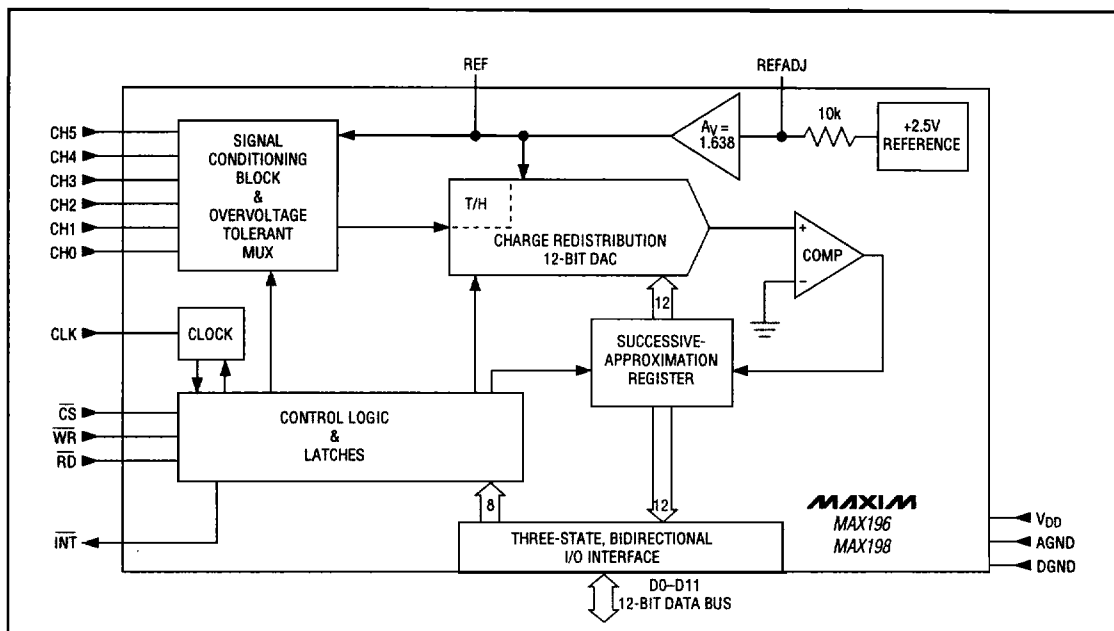 REF
REFADJ
CH5
CH4
CH3
CH2
CH1
CH0
SIGNAL
CONDITIONING
BLOCK
&
OVERVOLTAGE
TOLERANT
MUX
AV =
1.638
10k
+2.5V
REFERENCE
T/H
CHARGE REDISTRIBUTION
12-BIT DAC
+
COMP
–
12
CLK
CLOCK
SUCCESSIVE-
APPROXIMATION
REGISTER
CS
WR
RD
CONTROL LOGIC
&
LATCHES
INT
8
12
THREE-STATE, BIDIRECTIONAL
I/O INTERFACE
MAXIM
MAX196
MAX198
VDD
AGND
DGND
D0–D11
12-BIT DATA BUS